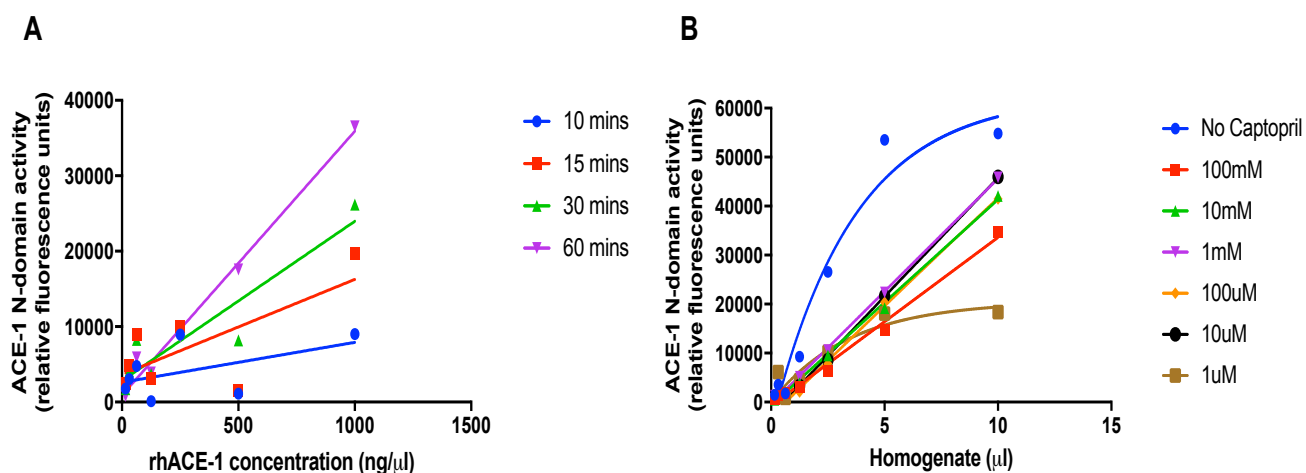 A
ACE-1 N-domain activity
(relative fluorescence units)
40000
30000
20000
10000
0
0
500
1000
1500
rhACE-1 concentration (ng/µl)
10 mins
15 mins
30 mins
60 mins
B
ACE-1 N-domain activity
(relative fluorescence units)
60000
50000
40000
30000
20000
10000
0
0
5
10
15
Homogenate (µl)
No Captopril
100mM
10mM
1mM
100uM
10uM
1uM